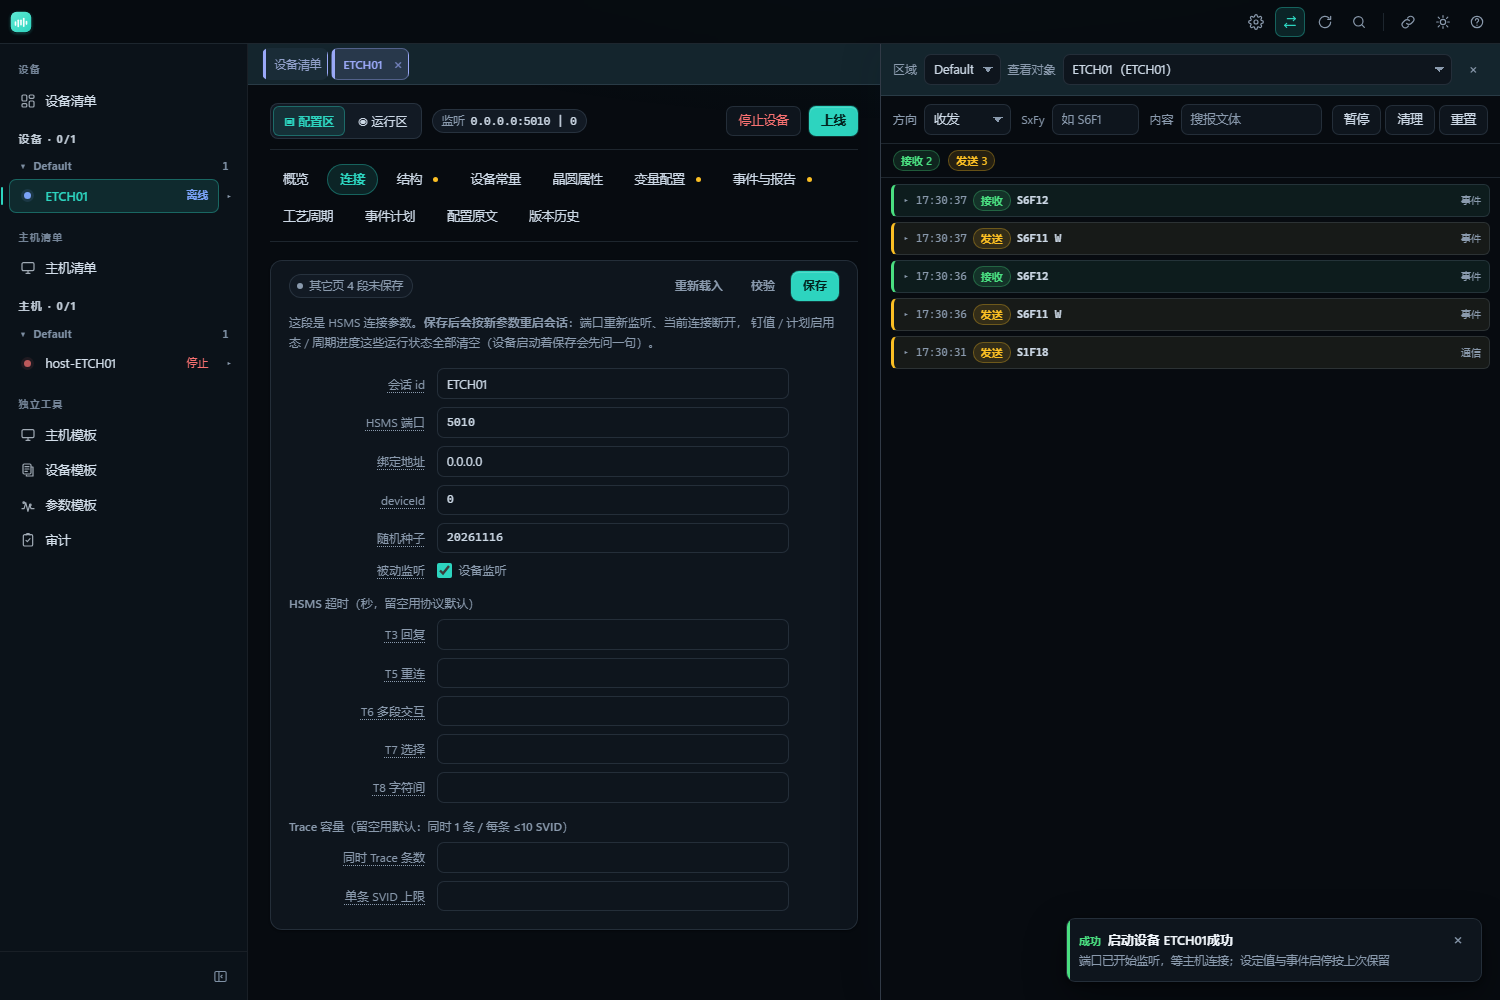 设备
设备清单
设备 · 0/1
Default 1
ETCH01 离线
主机清单
主机清单
主机 · 0/1
Default 1
host-ETCH01 停止
独立工具
主机模板
设备模板
参数模板
审计
设备清单
ETCH01 ×
配置区 运行区 监听 0.0.0.0:5010 | 0 停止设备 上线
概览 连接 结构 设备常量 晶圆属性 变量配置 事件与报告
工艺周期 事件计划 配置原文 版本历史
其它页 4 段未保存 重新载入 校验 保存
这段是 HSMS 连接参数。保存后会按新参数重启会话：端口重新监听、当前连接断开， 钉值 / 计划启用
态 / 周期进度这些运行状态全部清空（设备启动着保存会先问一句）。
会话 id ETCH01
HSMS 端口 5010
绑定地址 0.0.0.0
deviceId 0
随机种子 20261116
被动监听 设备监听
HSMS 超时（秒，留空用协议默认）
T3 回复
T5 重连
T6 多段交互
T7 选择
T8 字符间
Trace 容量（留空用默认：同时 1 条 / 每条 ≤10 SVID）
同时 Trace 条数
单条 SVID 上限
区域 Default 查看对象 ETCH01（ETCH01） ×
方向 收发 SxFy 如 S6F1 内容 搜报文体 暂停 清理 重置
接收 2 发送 3
17:30:37 接收 S6F12 事件
17:30:37 发送 S6F11 W 事件
17:30:36 接收 S6F12 事件
17:30:36 发送 S6F11 W 事件
17:30:31 发送 S1F18 通信
成功 启动设备 ETCH01成功 ×
端口已开始监听，等主机连接；设定值与事件启停按上次保留